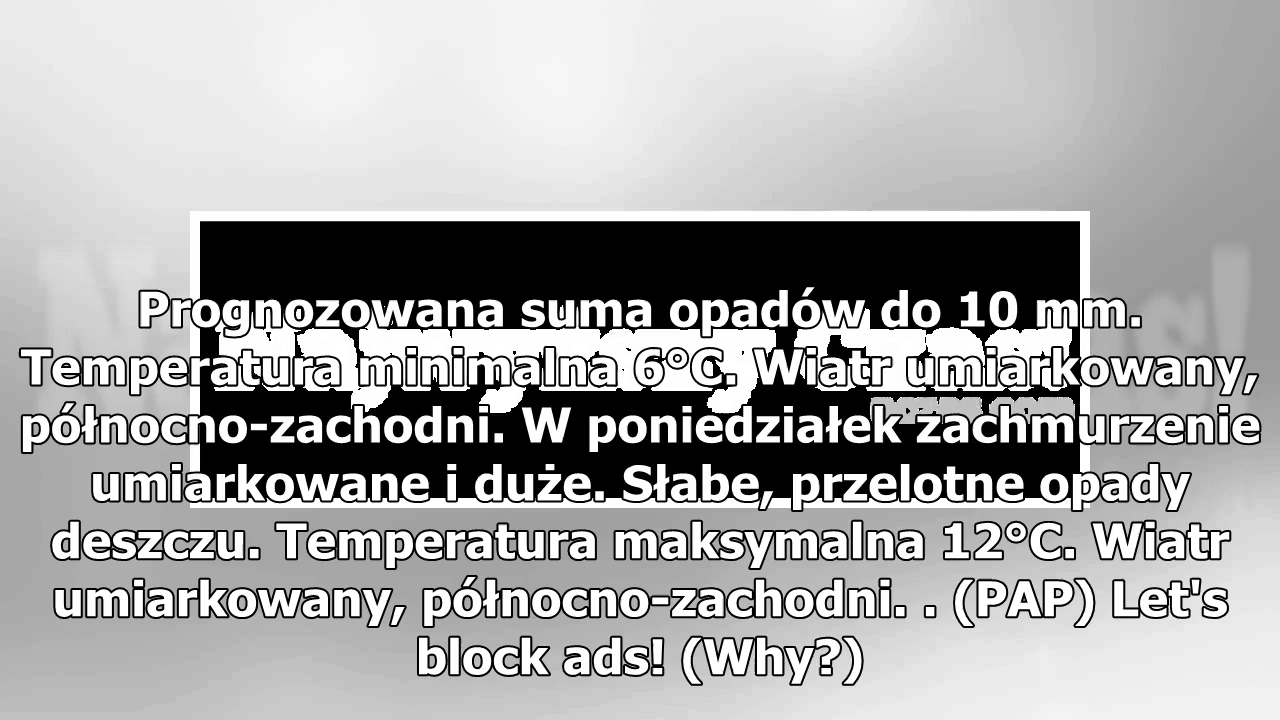 Prognozowana suma opadów do 10 mm.
Temperatura minimalna 6°C. Wiatr umiarkowany,
północno-zachodni. W poniedziałek zachmurzenie
umiarkowane i duże. Słabe, przelotne opady
deszczu. Temperatura maksymalna 12°C. Wiatr
umiarkowany, północno-zachodni. . (PAP) Let's
block ads! (Why?)